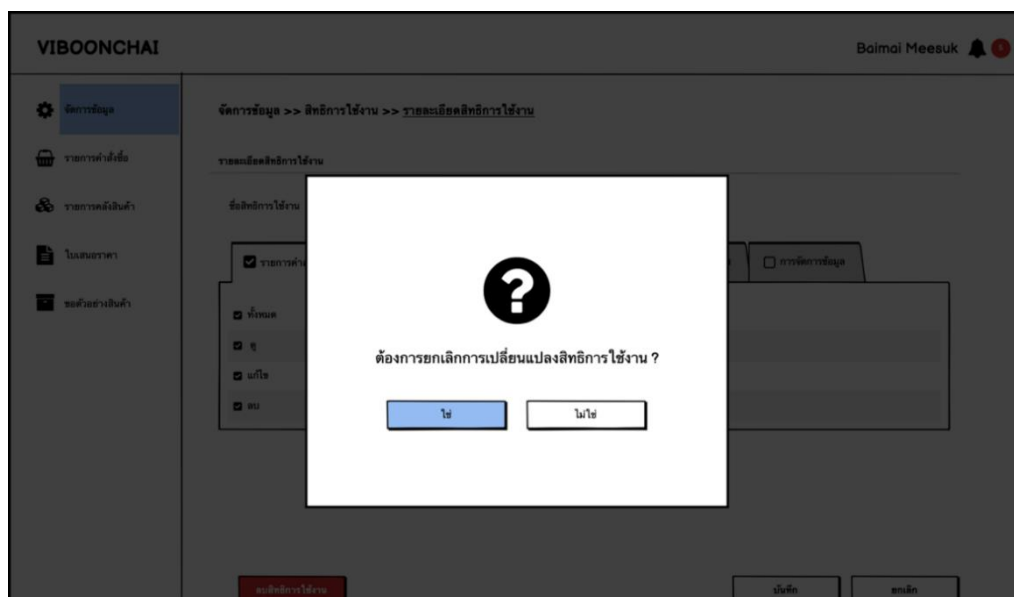 VIBOONCHAI
Baimai Meesuk
จัดการข้อมูล
รายการคำสั่งซื้อ
รายการคลังสินค้า
ใบเสนอราคา
ขอตัวอย่างสินค้า
จัดการข้อมูล >> สิทธิการใช้งาน >> รายละเอียดสิทธิการใช้งาน
รายละเอียดสิทธิการใช้งาน
ชื่อสิทธิการใช้งาน
การจัดการข้อมูล
ทั้งหมด
ดู
แก้ไข
ลบ
ต้องการยกเลิกการเปลี่ยนแปลงสิทธิการใช้งาน ?
ใช่ ไม่ใช่
ลบสิทธิการใช้งาน บันทึก ยกเลิก